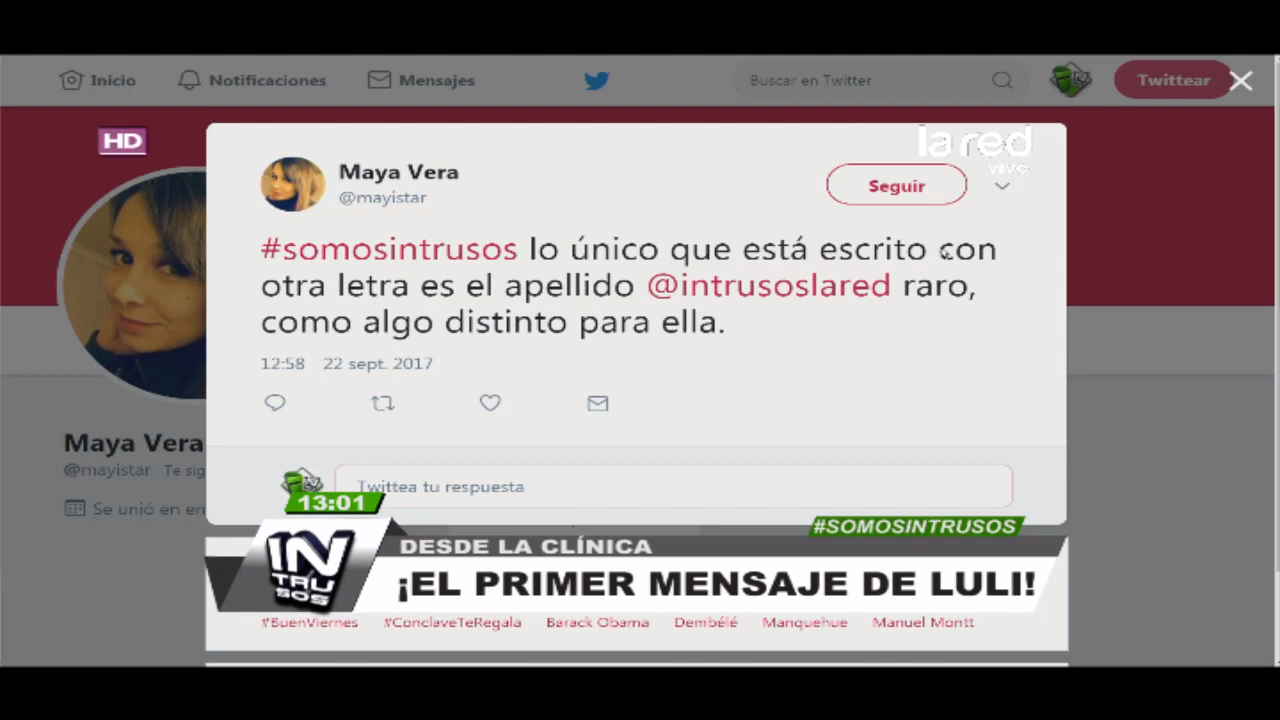 Inicio Notificaciones Mensajes Buscar en Twitter Twittear
HD
la red
VIVO
Maya Vera
@mayistar
Seguir
#somosintrusos lo único que está escrito con
otra letra es el apellido @intrusoslared raro,
como algo distinto para ella.
12:58 22 sept. 2017
Maya Vera
@mayistar Te sig
Se unió en en
Twittea tu respuesta
13:01
#SOMOSINTRUSOS
INTRUSOS
DESDE LA CLÍNICA
¡EL PRIMER MENSAJE DE LULI!
#BuenViernes #ConclaveTeRegala Barack Obama Dembélé Manquehue Manuel Montt